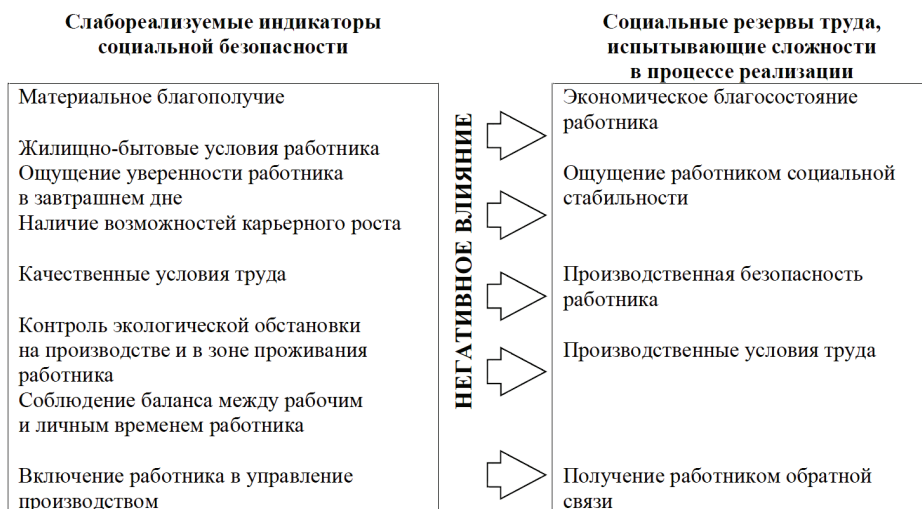 Слабореализуемые индикаторы
социальной безопасности
Материальное благополучие
Жилищно-бытовые условия работника
Ощущение уверенности работника
в завтрашнем дне
Наличие возможностей карьерного роста
Качественные условия труда
Контроль экологической обстановки
на производстве и в зоне проживания
работника
Соблюдение баланса между рабочим
и личным временем работника
Включение работника в управление
производством
НЕГАТИВНОЕ ВЛИЯНИЕ
Социальные резервы труда,
испытывающие сложности
в процессе реализации
Экономическое благосостояние
работника
Ощущение работником социальной
стабильности
Производственная безопасность
работника
Производственные условия труда
Получение работником обратной
связи